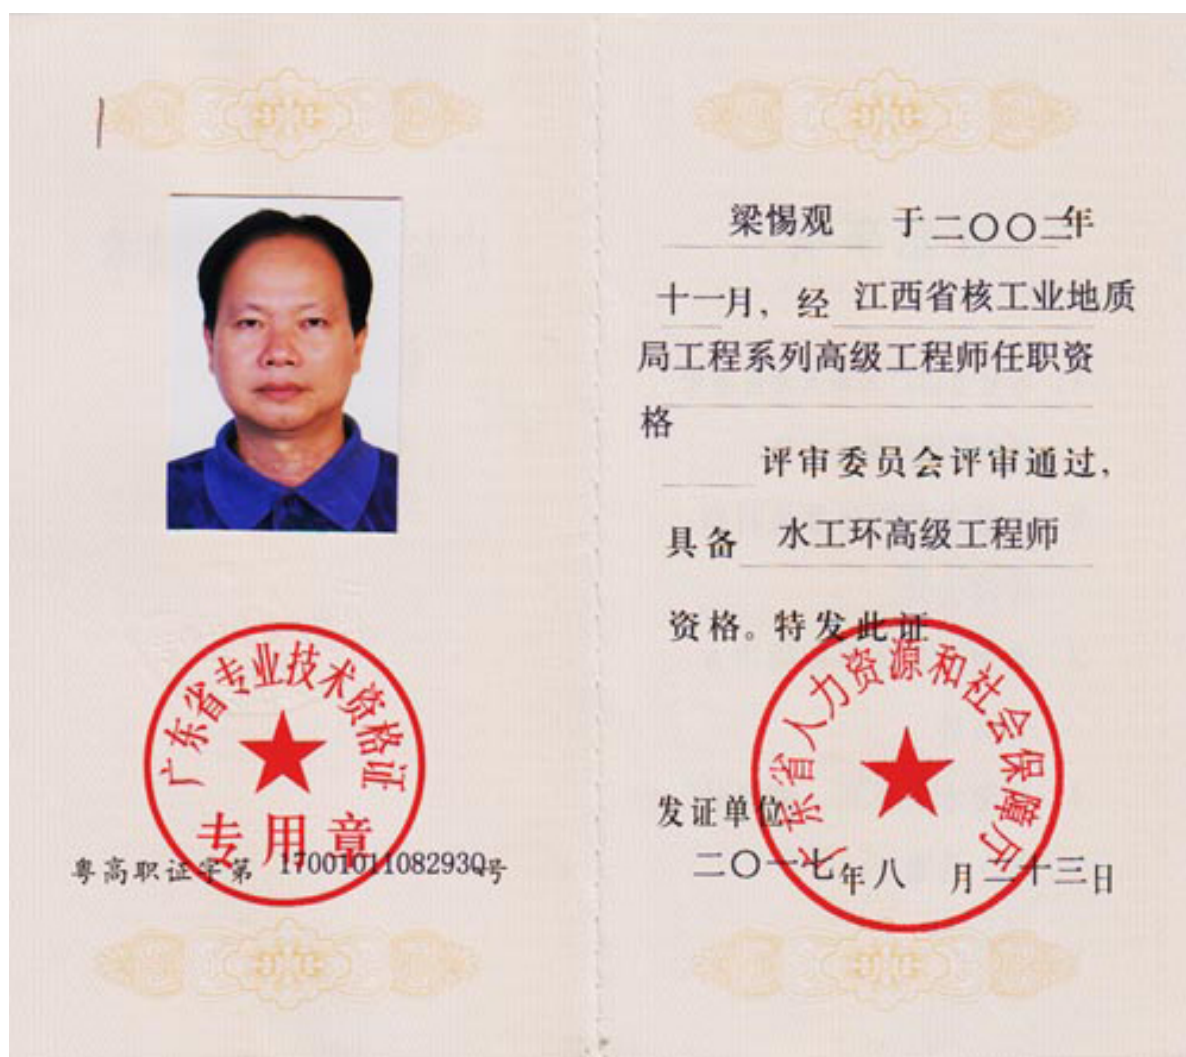 广东省专业技术资格证
专用章
粤高职证字第 1700101108293Q号
梁惕观 于二〇〇二年
十一月，经 江西省核工业地质
局工程系列高级工程师任职资
格
评审委员会评审通过，
具备 水工环高级工程师
资格。特发此证
广东省人力资源和社会保障厅
发证单位
二〇一七年八 月二十三日